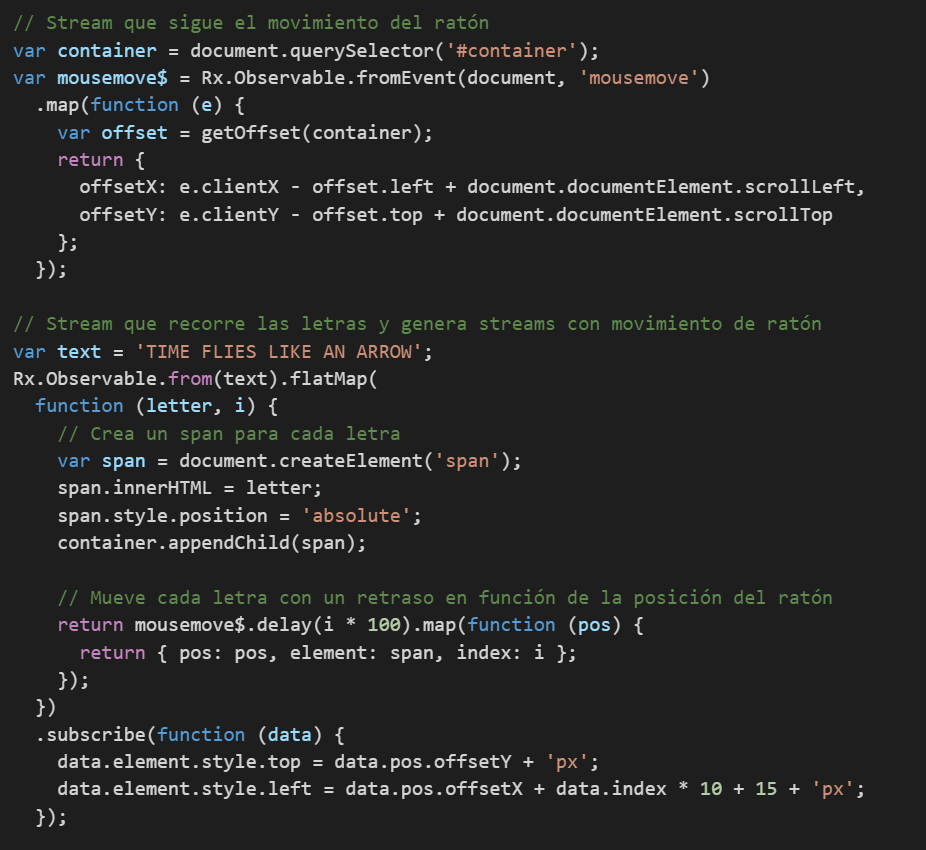 // Stream que sigue el movimiento del ratón
var container = document.querySelector('#container');
var mousemove$ = Rx.Observable.fromEvent(document, 'mousemove')
  .map(function (e) {
    var offset = getOffset(container);
    return {
      offsetX: e.clientX - offset.left + document.documentElement.scrollLeft,
      offsetY: e.clientY - offset.top + document.documentElement.scrollTop
    };
  });

// Stream que recorre las letras y genera streams con movimiento de ratón
var text = 'TIME FLIES LIKE AN ARROW';
Rx.Observable.from(text).flatMap(
  function (letter, i) {
    // Crea un span para cada letra
    var span = document.createElement('span');
    span.innerHTML = letter;
    span.style.position = 'absolute';
    container.appendChild(span);

    // Mueve cada letra con un retraso en función de la posición del ratón
    return mousemove$.delay(i * 100).map(function (pos) {
      return { pos: pos, element: span, index: i };
    });
  })
  .subscribe(function (data) {
    data.element.style.top = data.pos.offsetY + 'px';
    data.element.style.left = data.pos.offsetX + data.index * 10 + 15 + 'px';
  });